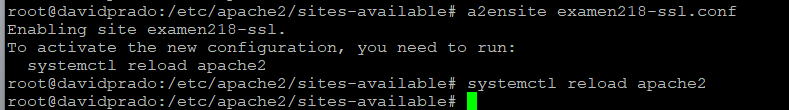 root@davidprado:/etc/apache2/sites-available# a2ensite examen218-ssl.conf
Enabling site examen218-ssl.
To activate the new configuration, you need to run:
  systemctl reload apache2
root@davidprado:/etc/apache2/sites-available# systemctl reload apache2
root@davidprado:/etc/apache2/sites-available#